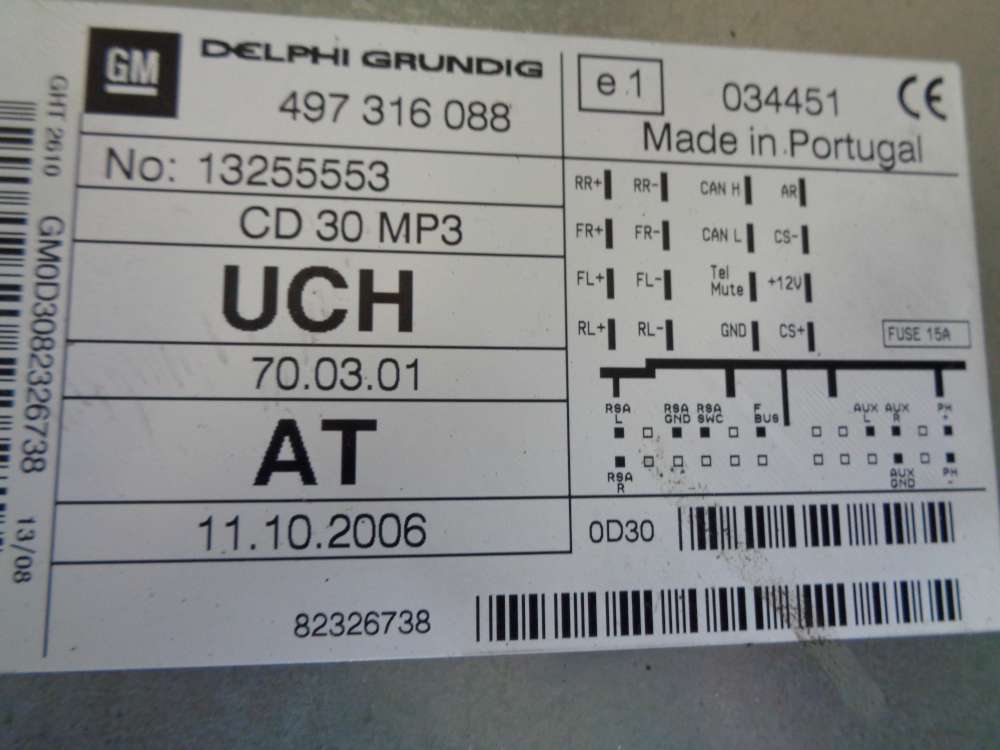 GM DELPHI GRUNDIG
497 316 088
No: 13255553
CD 30 MP3
UCH
70.03.01
AT
11.10.2006
82326738
e 1 034451 CE
Made in Portugal
RR+ RR- CAN H AR
FR+ FR- CAN L CS-
FL+ FL- Tel Mute +12V
RL+ RL- GND CS+
FUSE 15A
RSA L RSA GND RSA SWC F BUS AUX L AUX R PH +
RSA R AUX GND PH -
0D30
GHT 2610
GM0D3082326738 13/08